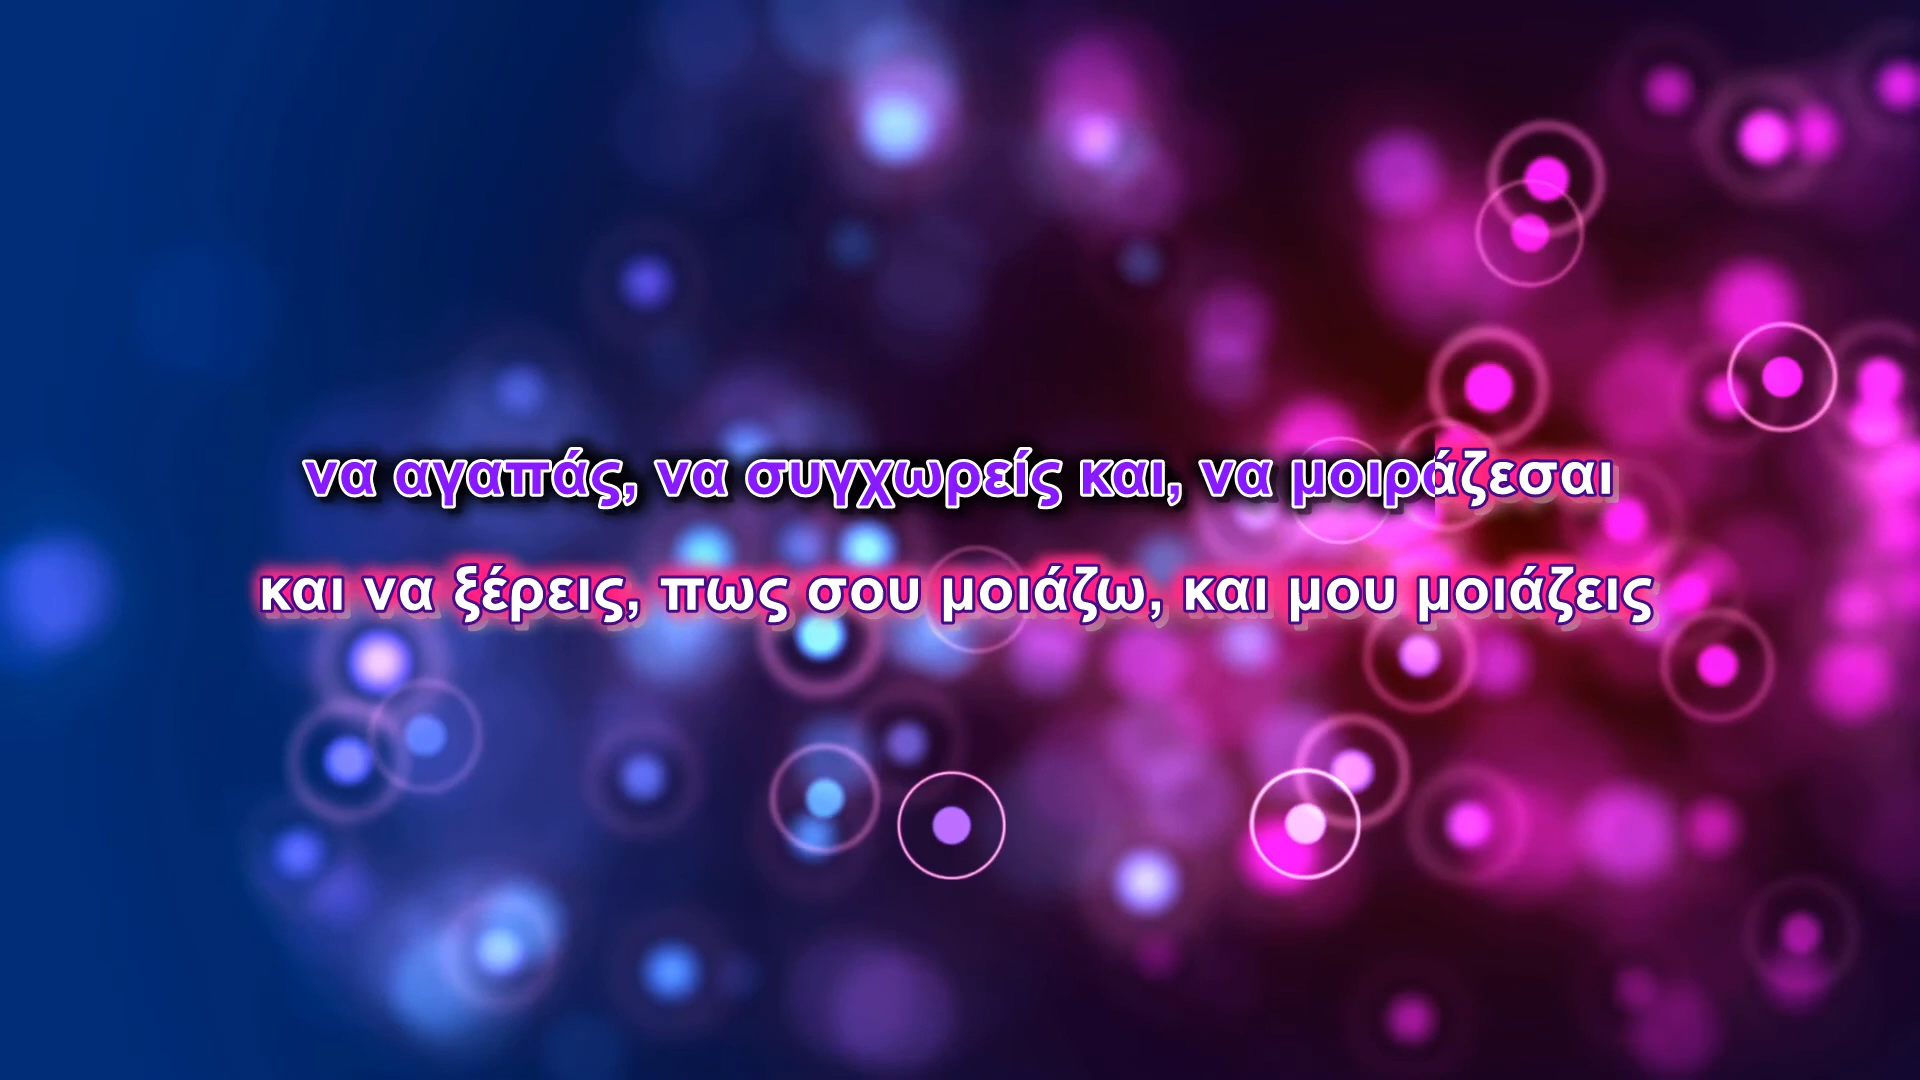 να αγαπάς, να συγχωρείς και, να μοιράζεσαι
και να ξέρεις, πως σου μοιάζω, και μου μοιάζεις